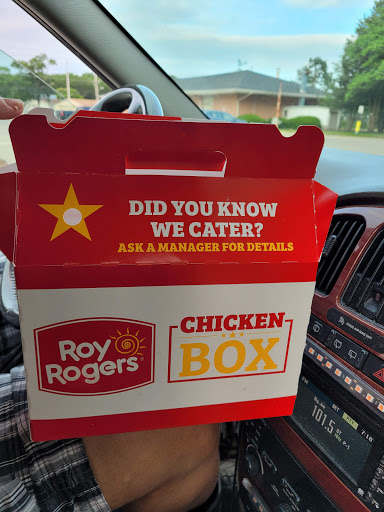 DID YOU KNOW
WE CATER?
ASK A MANAGER FOR DETAILS
Roy
Rogers
CHICKEN
BOX
101.5